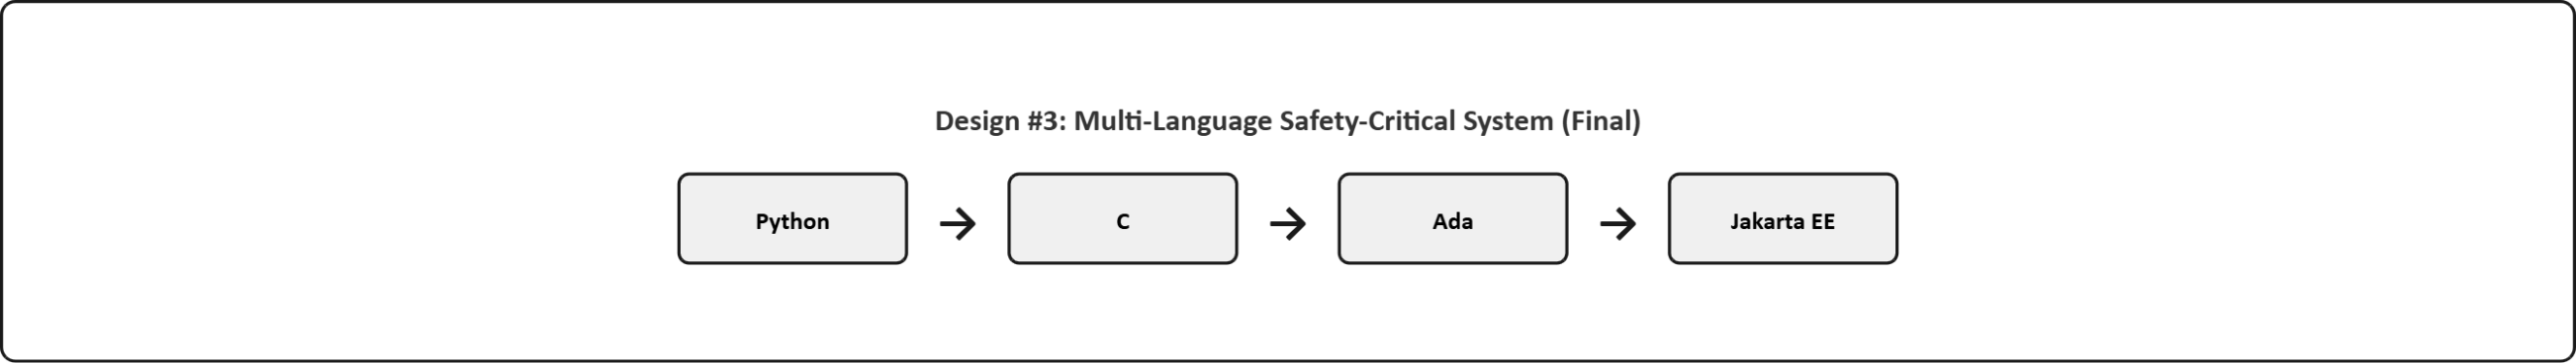 Design #3: Multi-Language Safety-Critical System (Final)
Python → C → Ada → Jakarta EE